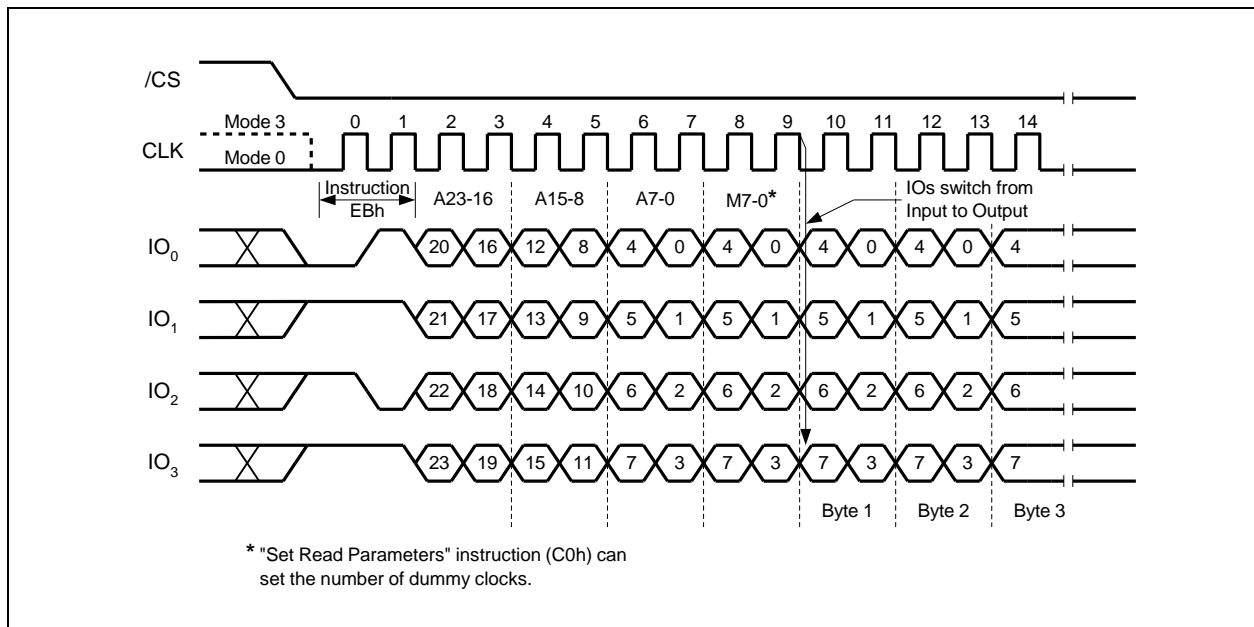 /CS
Mode 3 0 1 2 3 4 5 6 7 8 9 10 11 12 13 14
CLK
Mode 0
Instruction
EBh
A23-16 A15-8 A7-0 M7-0*
IOs switch from
Input to Output
IO0 20 16 12 8 4 0 4 0 4 0 4 0 4
IO1 21 17 13 9 5 1 5 1 5 1 5 1 5
IO2 22 18 14 10 6 2 6 2 6 2 6 2 6
IO3 23 19 15 11 7 3 7 3 7 3 7 3 7
Byte 1 Byte 2 Byte 3
* "Set Read Parameters" instruction (C0h) can
set the number of dummy clocks.